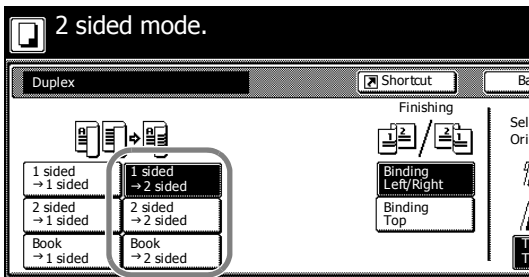 2 sided mode.
Duplex
Shortcut
Finishing
1 sided
→1 sided
1 sided
→2 sided
2 sided
→1 sided
2 sided
→2 sided
Book
→1 sided
Book
→2 sided
Binding
Left/Right
Binding
Top